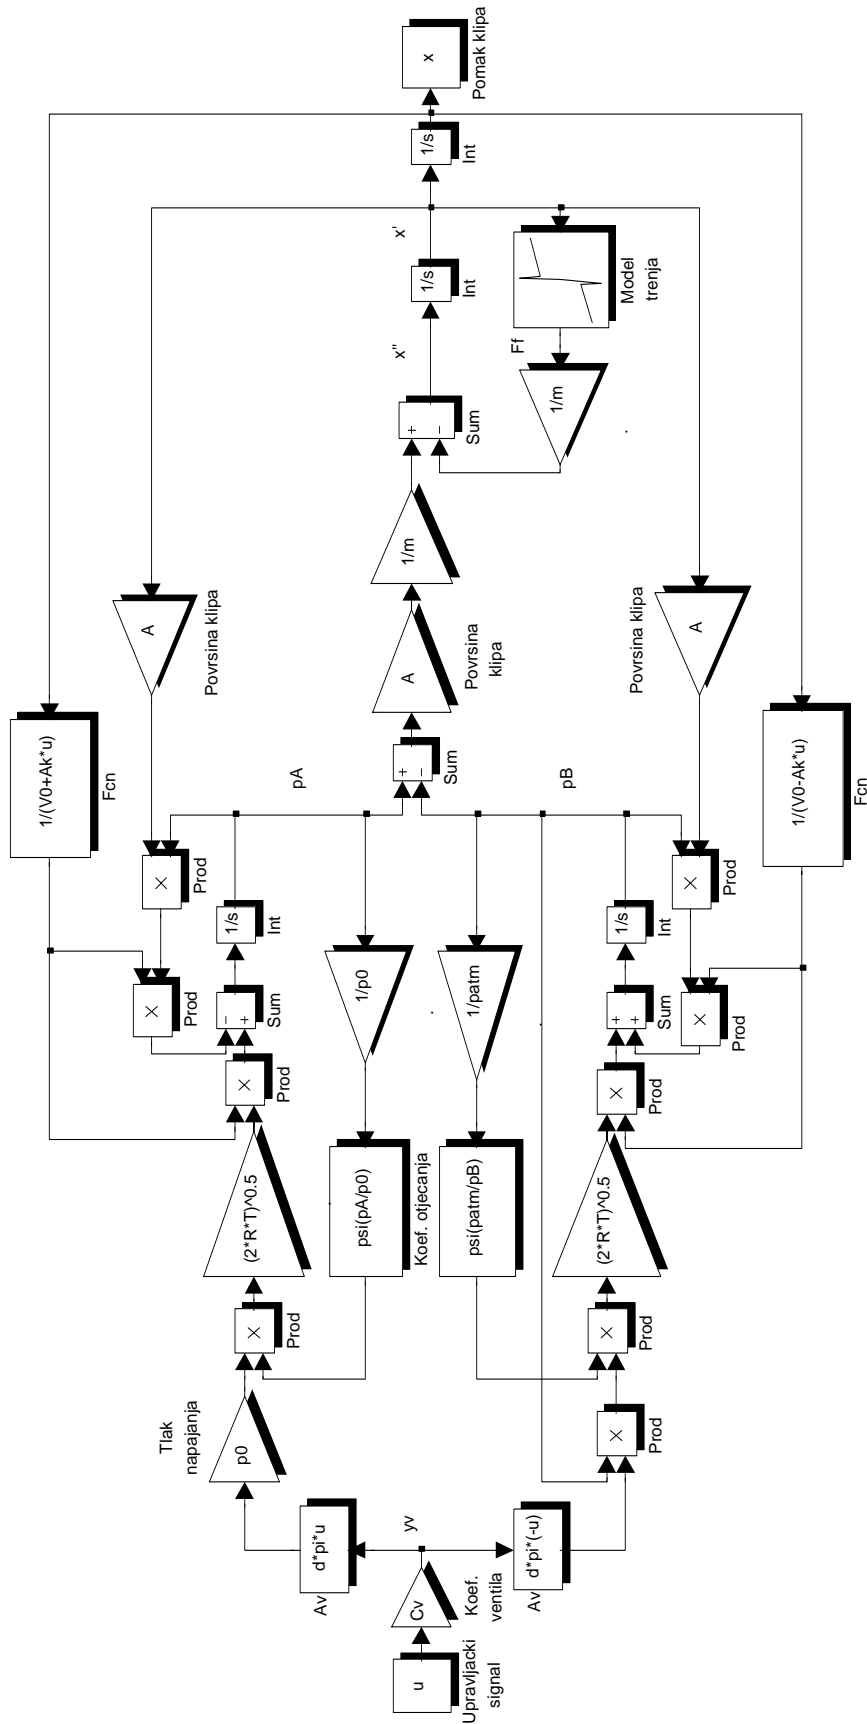 u
Upravljacki
signal
Cv
Koef.
ventila
yv
d*pi*u
Av
d*pi*(-u)
Av
p0
Tlak
napajanja
×
Prod
(2*R*T)^0.5
×
Prod
psi(pA/p0)
Koef. otjecanja
1/p0
×
Prod
×
Prod
−
+
Sum
1/s
Int
1/(V0+Ak*u)
Fcn
A
Povrsina klipa
pA
×
Prod
×
Prod
psi(patm/pB)
1/patm
(2*R*T)^0.5
×
Prod
+
+
Sum
1/s
Int
×
Prod
×
Prod
1/(V0-Ak*u)
Fcn
A
Povrsina klipa
pB
+
−
Sum
A
Povrsina
klipa
1/m
+
−
Sum
x''
1/s
Int
x'
1/m
Ff
Model
trenja
1/s
Int
x
Pomak klipa